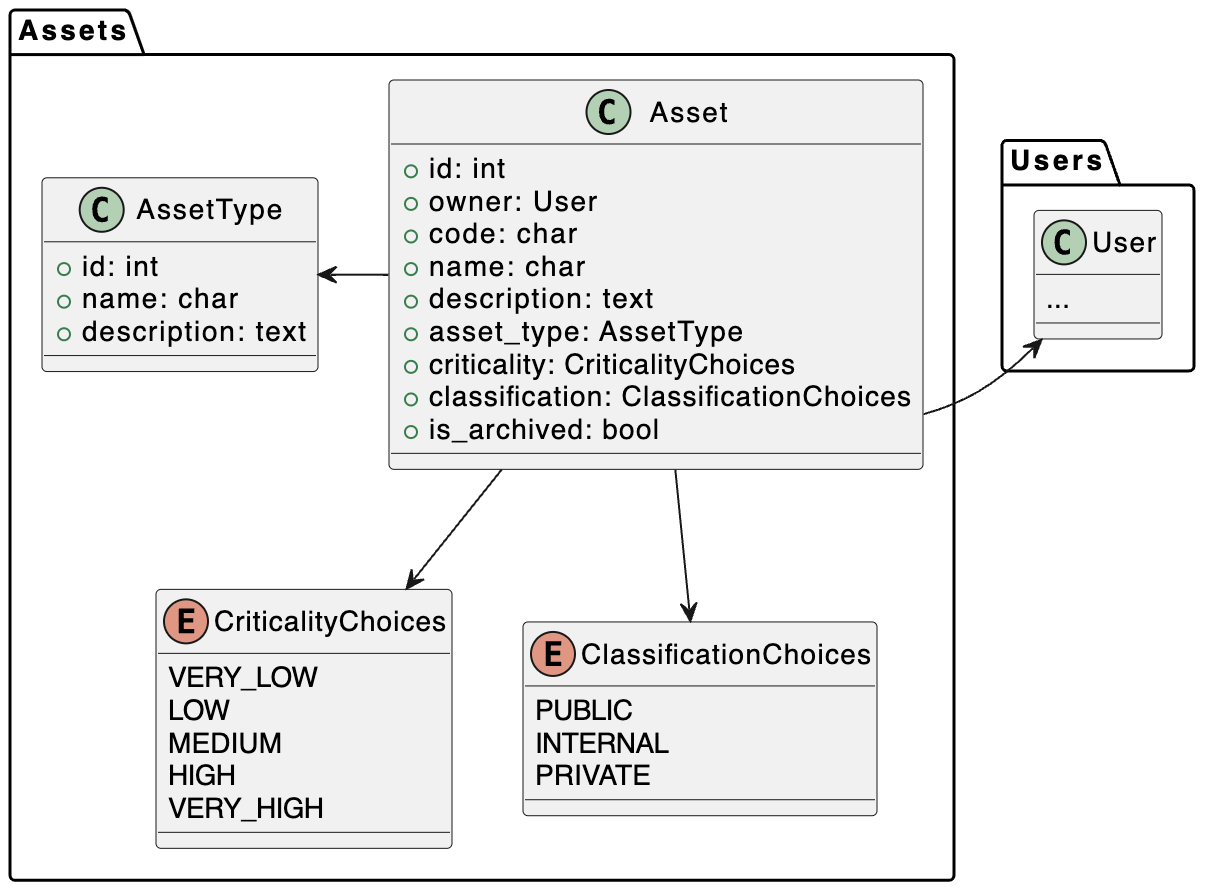 Assets
C Asset
id: int
owner: User
code: char
name: char
description: text
asset_type: AssetType
criticality: CriticalityChoices
classification: ClassificationChoices
is_archived: bool
C AssetType
id: int
name: char
description: text
Users
C User
...
E CriticalityChoices
VERY_LOW
LOW
MEDIUM
HIGH
VERY_HIGH
E ClassificationChoices
PUBLIC
INTERNAL
PRIVATE